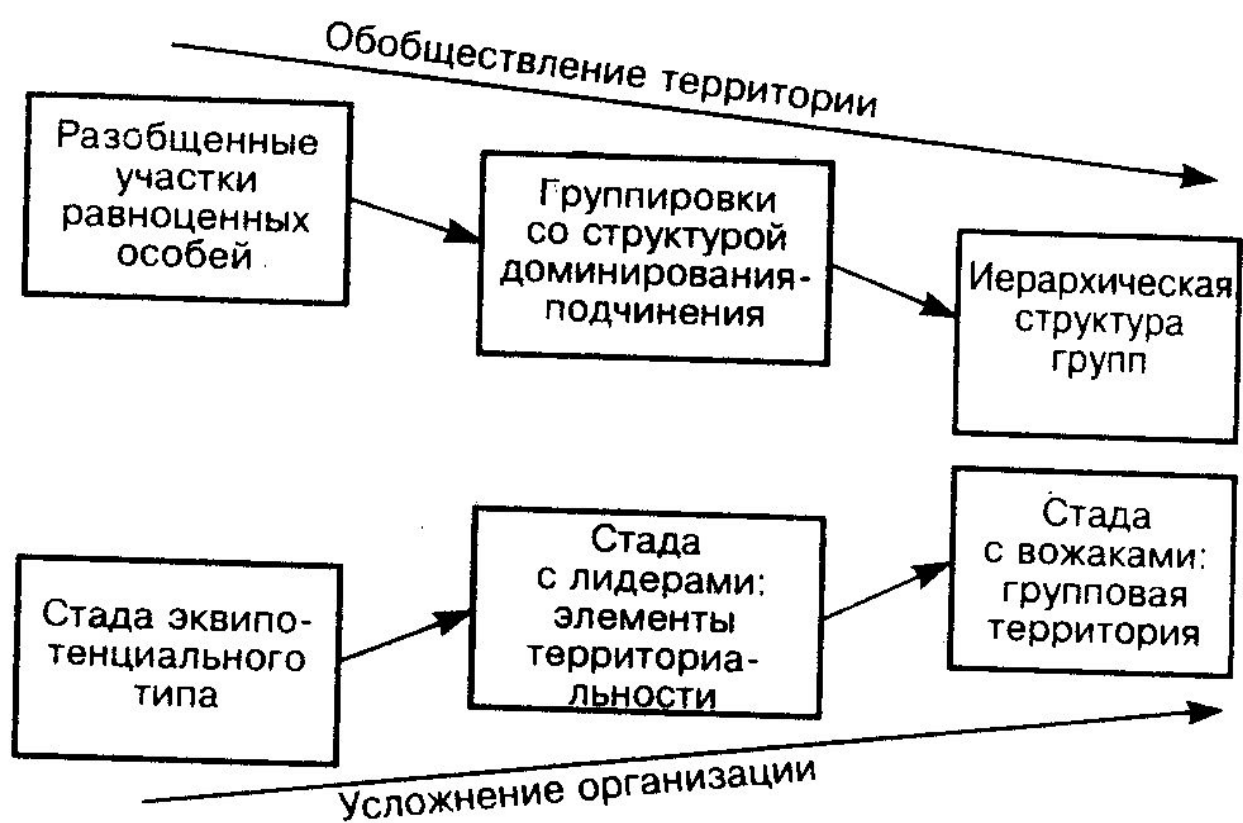 Обобществление территории
Разобщенные
участки
равноценных
особей
Группировки
со структурой
доминирования-
подчинения
Иерархическая
структура
групп
Стада эквипо-
тенциального
типа
Стада
с лидерами:
элементы
территориа-
льности
Стада
с вожаками:
групповая
территория
Усложнение организации